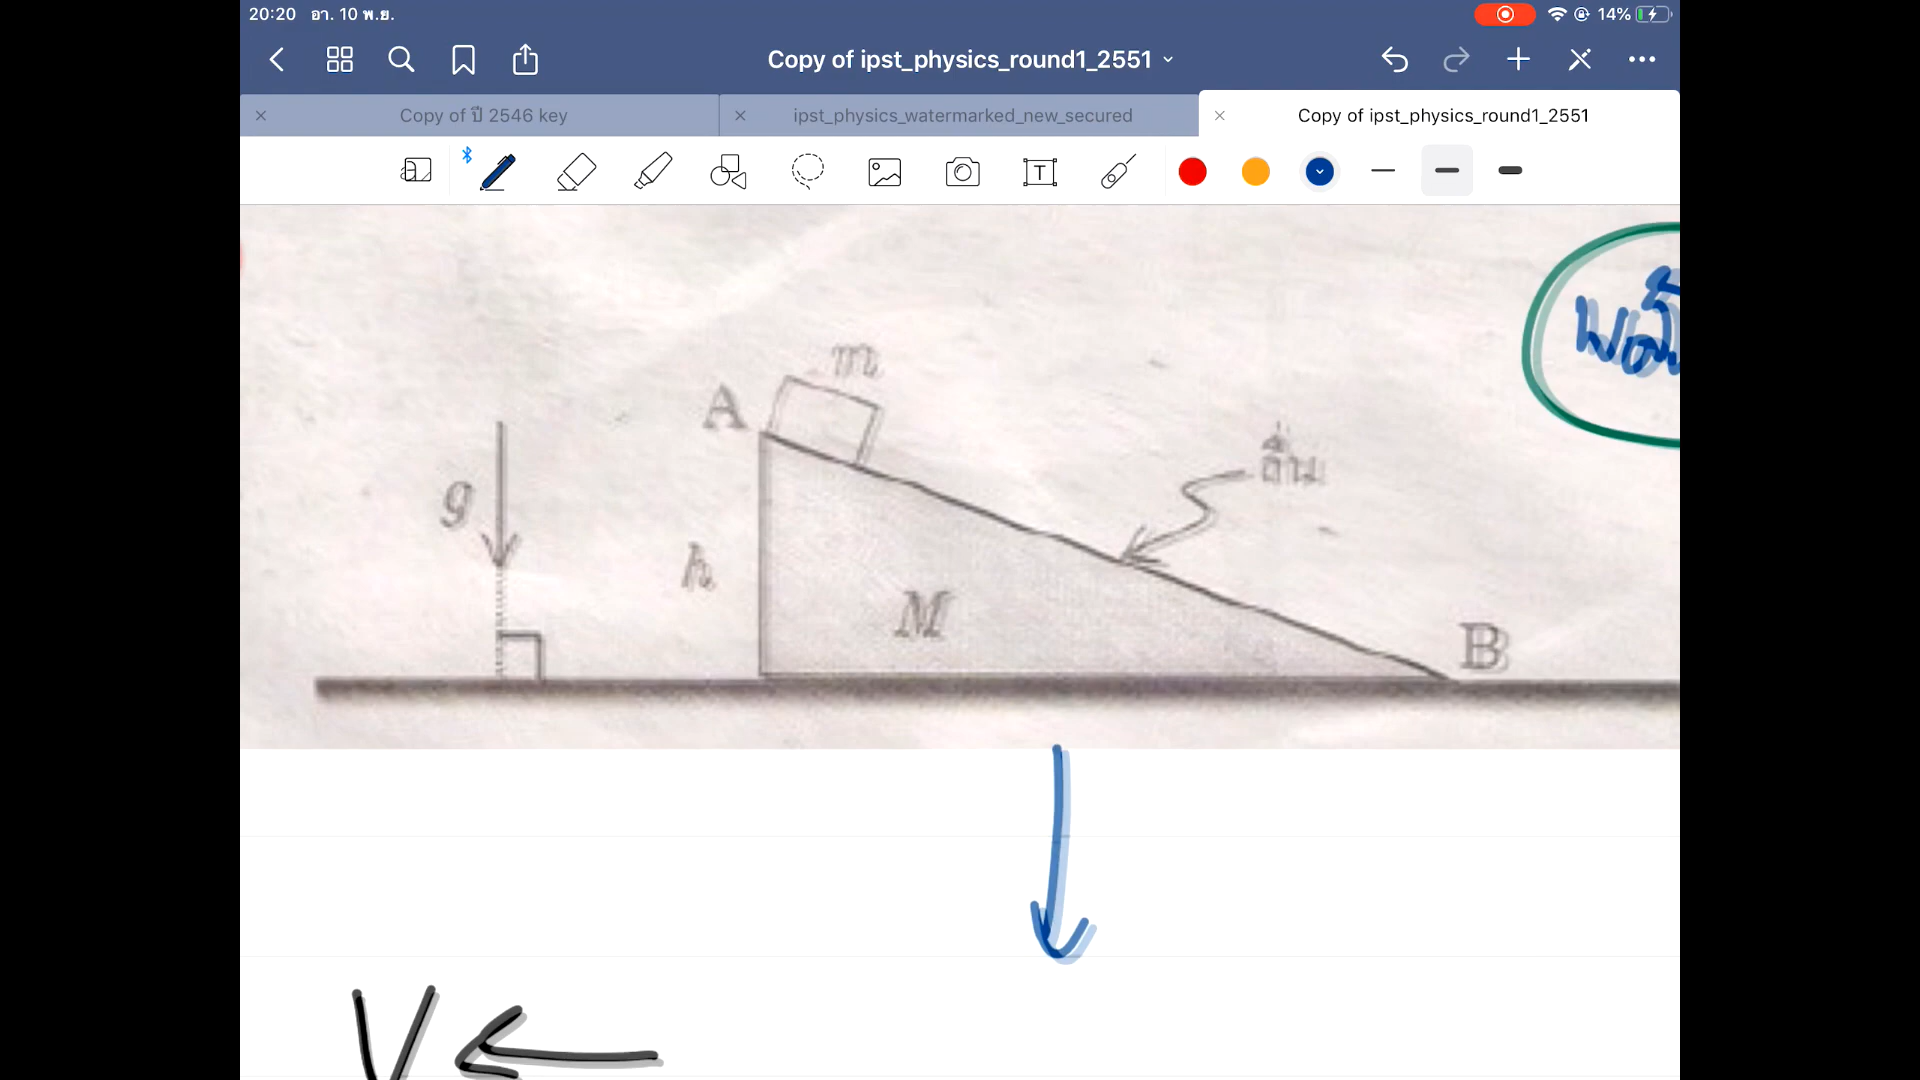 20:20 อา. 10 พ.ย.
14%
Copy of ipst_physics_round1_2551
Copy of ปี 2546 key
ipst_physics_watermarked_new_secured
Copy of ipst_physics_round1_2551
T
m
A
ลื่น
g
h
M
B
V